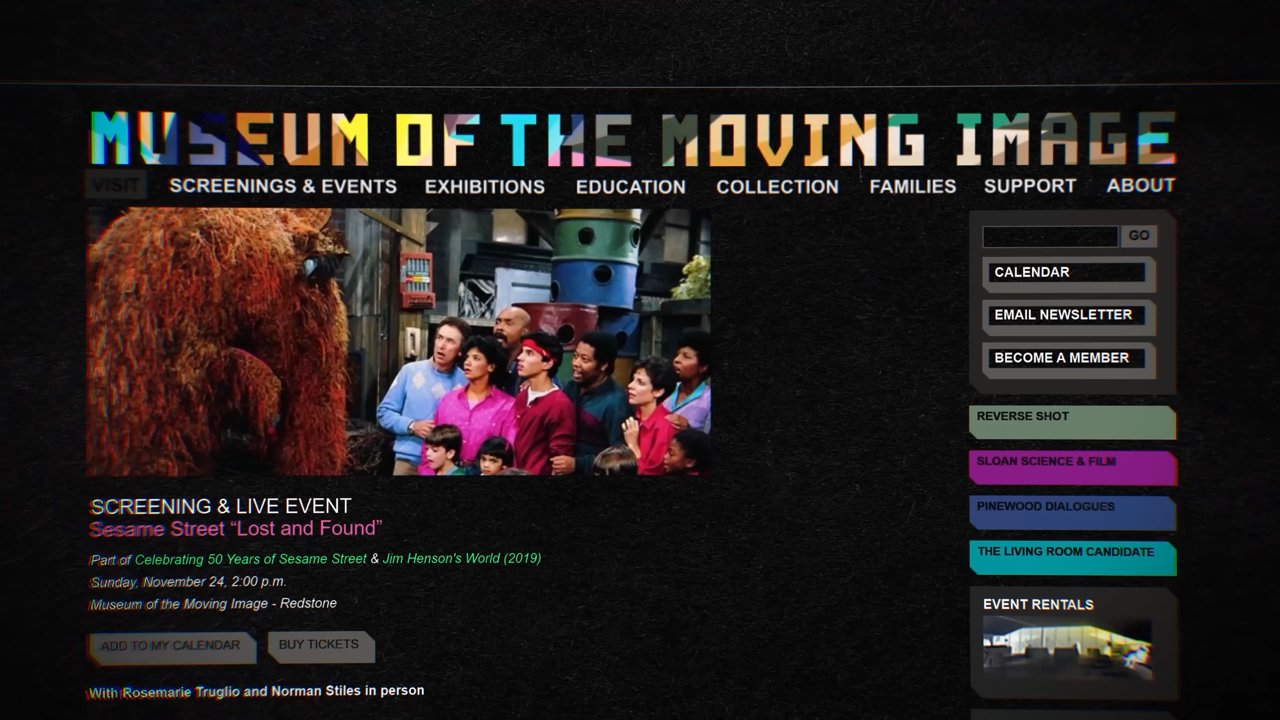 MUSEUM OF THE MOVING IMAGE
VISIT SCREENINGS & EVENTS EXHIBITIONS EDUCATION COLLECTION FAMILIES SUPPORT ABOUT
GO
CALENDAR
EMAIL NEWSLETTER
BECOME A MEMBER
REVERSE SHOT
SLOAN SCIENCE & FILM
PINEWOOD DIALOGUES
THE LIVING ROOM CANDIDATE
EVENT RENTALS
SCREENING & LIVE EVENT
Sesame Street “Lost and Found”
Part of Celebrating 50 Years of Sesame Street & Jim Henson's World (2019)
Sunday, November 24, 2:00 p.m.
Museum of the Moving Image - Redstone
ADD TO MY CALENDAR BUY TICKETS
With Rosemarie Truglio and Norman Stiles in person